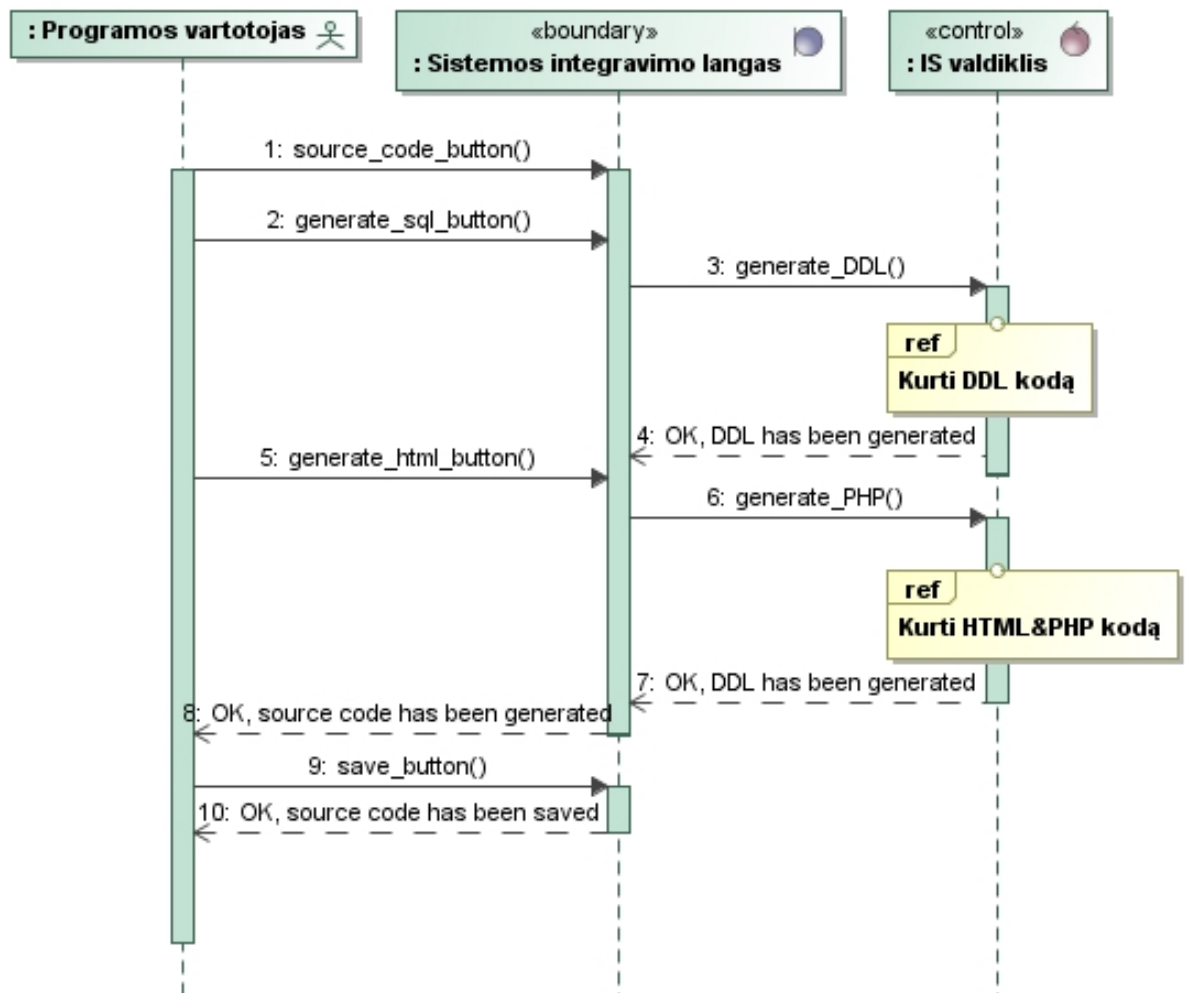 : Programos vartotojas
«boundary»
: Sistemos integravimo langas
«control»
: IS valdiklis
1: source_code_button()
2: generate_sql_button()
3: generate_DDL()
ref
Kurti DDL kodą
4: OK, DDL has been generated
5: generate_html_button()
6: generate_PHP()
ref
Kurti HTML&PHP kodą
7: OK, DDL has been generated
8: OK, source code has been generated
9: save_button()
10: OK, source code has been saved